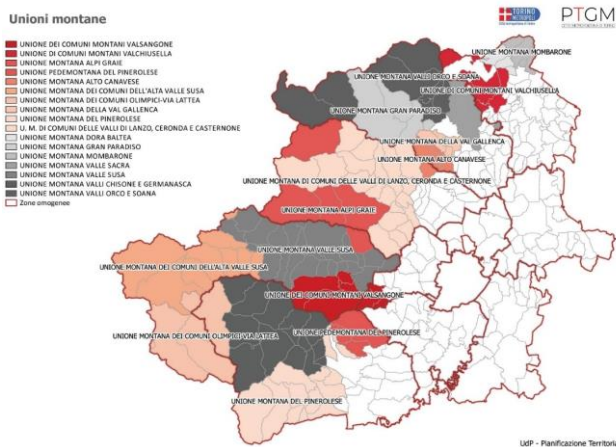 Unioni montane
TORINO
METROPOLI
PTGM
UNIONE DEI COMUNI MONTANI VALSANGONE
UNIONE DI COMUNI MONTANI VALCHIUSELLA
UNIONE MONTANA ALPI GRAIE
UNIONE PEDEMONTANA DEL PINEROLESE
UNIONE MONTANA ALTO CANAVESE
UNIONE MONTANA DEI COMUNI DELL'ALTA VALLE SUSA
UNIONE MONTANA DEI COMUNI OLIMPICI-VIA LATTEA
UNIONE MONTANA DELLA VAL GALLENCA
UNIONE MONTANA DEL PINEROLESE
U. M. DI COMUNI DELLE VALLI DI LANZO, CERONDA E CASTERNONE
UNIONE MONTANA DORA BALTEA
UNIONE MONTANA GRAN PARADISO
UNIONE MONTANA MOMBARONE
UNIONE MONTANA VALLE SACRA
UNIONE MONTANA VALLE SUSA
UNIONE MONTANA VALLI CHISONE E GERMANASCA
UNIONE MONTANA VALLI ORCO E SOANA
Zone omogenee
UNIONE MONTANA MOMBARONE
UNIONE MONTANA VALLI ORCO E SOANA
UNIONE DI COMUNI MONTANI VALCHIUSELLA
UNIONE MONTANA GRAN PARADISO
UNIONE MONTANA DELLA VAL GALLENCA
UNIONE MONTANA ALTO CANAVESE
UNIONE MONTANA DI COMUNI DELLE VALLI DI LANZO, CERONDA E CASTERNONE
UNIONE MONTANA ALPI GRAIE
UNIONE MONTANA VALLE SUSA
UNIONE MONTANA DEI COMUNI DELL'ALTA VALLE SUSA
UNIONE DEI COMUNI MONTANI VALSANGONE
UNIONE MONTANA DEI COMUNI OLIMPICI-VIA LATTEA
UNIONE PEDEMONTANA DEL PINEROLESE
UNIONE MONTANA DEL PINEROLESE
UdP - Pianificazione Territori